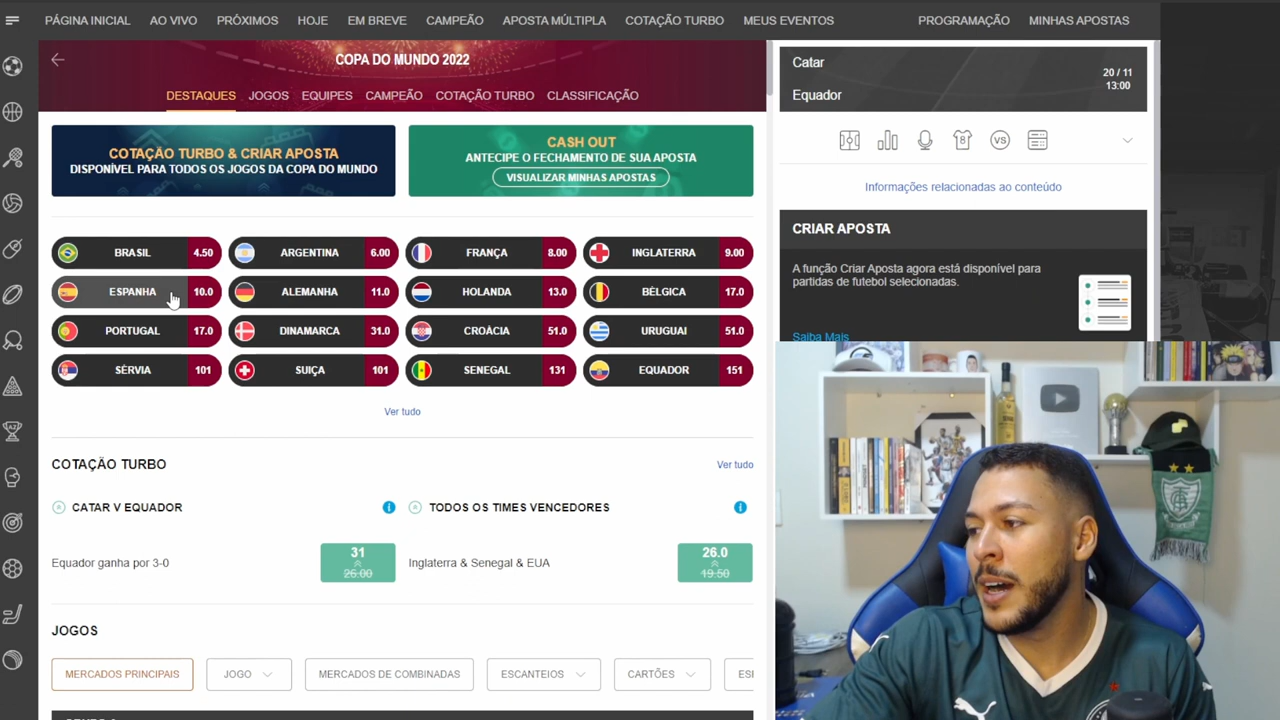 PÁGINA INICIAL AO VIVO PRÓXIMOS HOJE EM BREVE CAMPEÃO APOSTA MÚLTIPLA COTAÇÃO TURBO MEUS EVENTOS PROGRAMAÇÃO MINHAS APOSTAS
COPA DO MUNDO 2022
DESTAQUES JOGOS EQUIPES CAMPEÃO COTAÇÃO TURBO CLASSIFICAÇÃO
COTAÇÃO TURBO & CRIAR APOSTA
DISPONÍVEL PARA TODOS OS JOGOS DA COPA DO MUNDO
CASH OUT
ANTECIPE O FECHAMENTO DE SUA APOSTA
VISUALIZAR MINHAS APOSTAS
BRASIL 4.50 ARGENTINA 6.00 FRANÇA 8.00 INGLATERRA 9.00
ESPANHA 10.0 ALEMANHA 11.0 HOLANDA 13.0 BÉLGICA 17.0
PORTUGAL 17.0 DINAMARCA 31.0 CROÁCIA 51.0 URUGUAI 51.0
SÉRVIA 101 SUIÇA 101 SENEGAL 131 EQUADOR 151
Ver tudo
COTAÇÃO TURBO Ver tudo
CATAR V EQUADOR TODOS OS TIMES VENCEDORES
Equador ganha por 3-0 31 26.00
Inglaterra & Senegal & EUA 26.0 19.50
JOGOS
MERCADOS PRINCIPAIS JOGO MERCADOS DE COMBINADAS ESCANTEIOS CARTÕES
Catar
Equador
20 / 11
13:00
8 VS
Informações relacionadas ao conteúdo
CRIAR APOSTA
A função Criar Aposta agora está disponível para
partidas de futebol selecionadas.
Saiba Mais